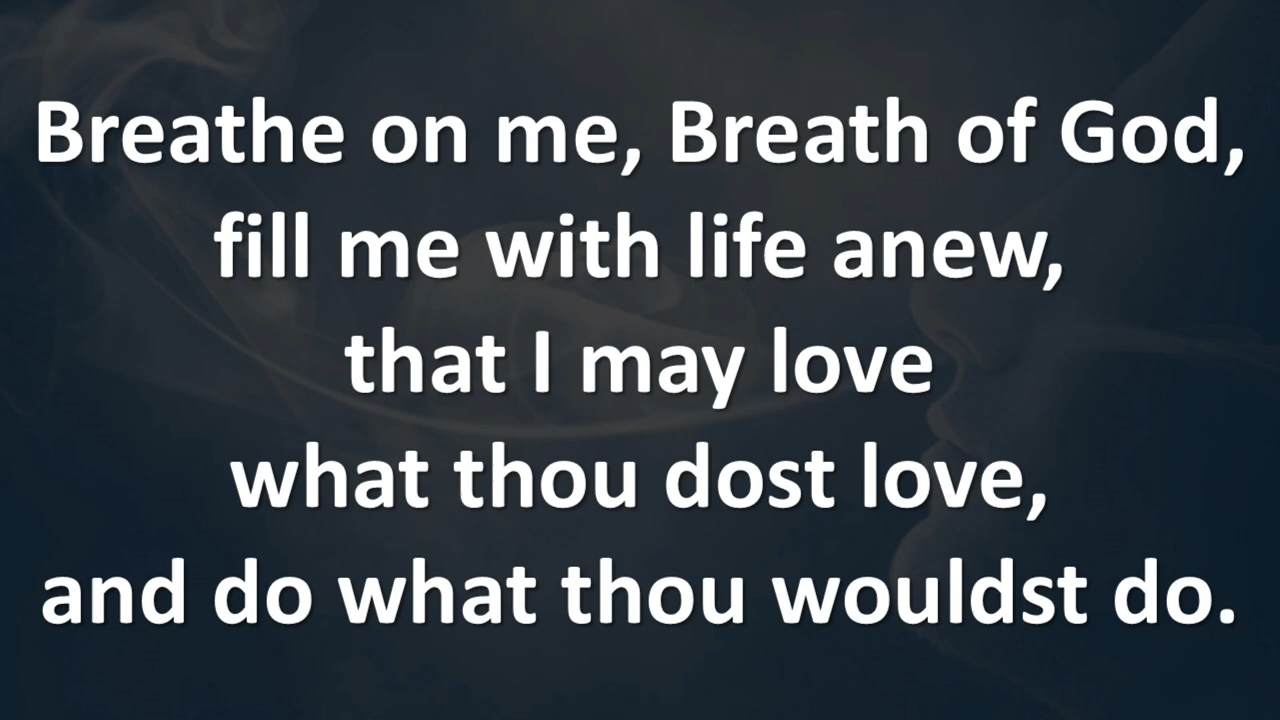 Breathe on me, Breath of God,
fill me with life anew,
that I may love
what thou dost love,
and do what thou wouldst do.